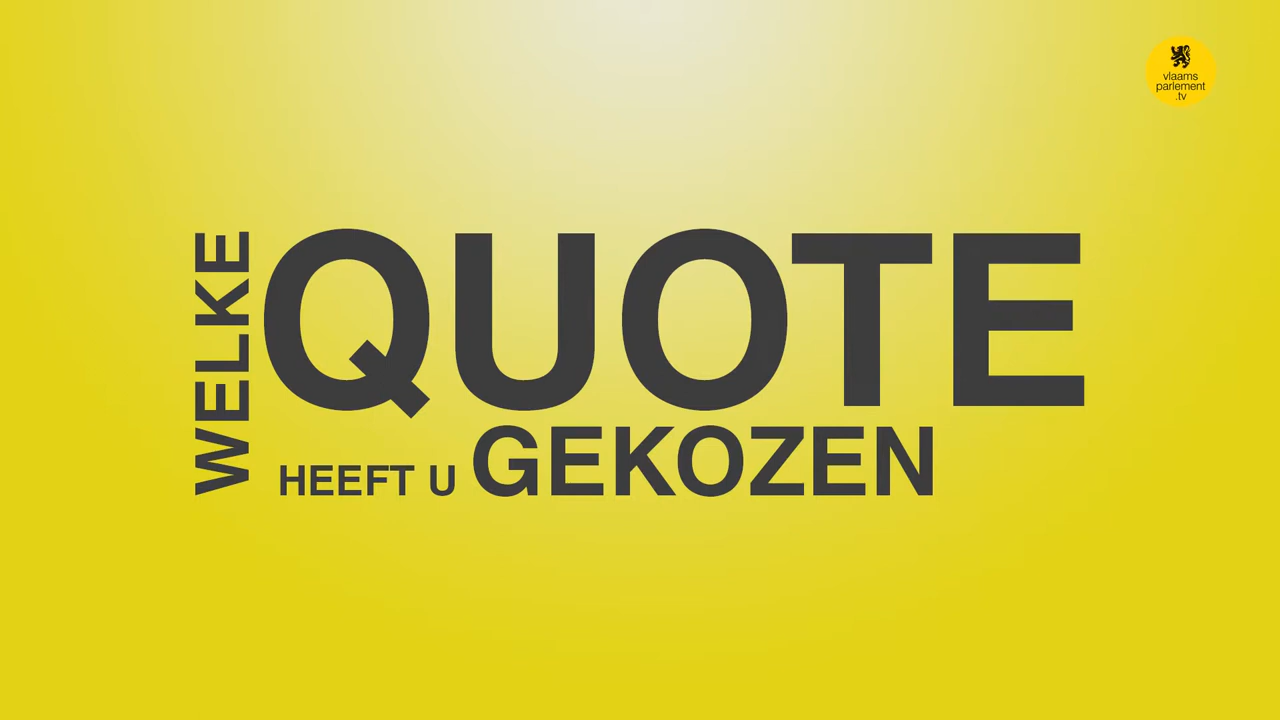 WELKE
QUOTE
HEEFT U GEKOZEN
vlaams
parlement
.tv